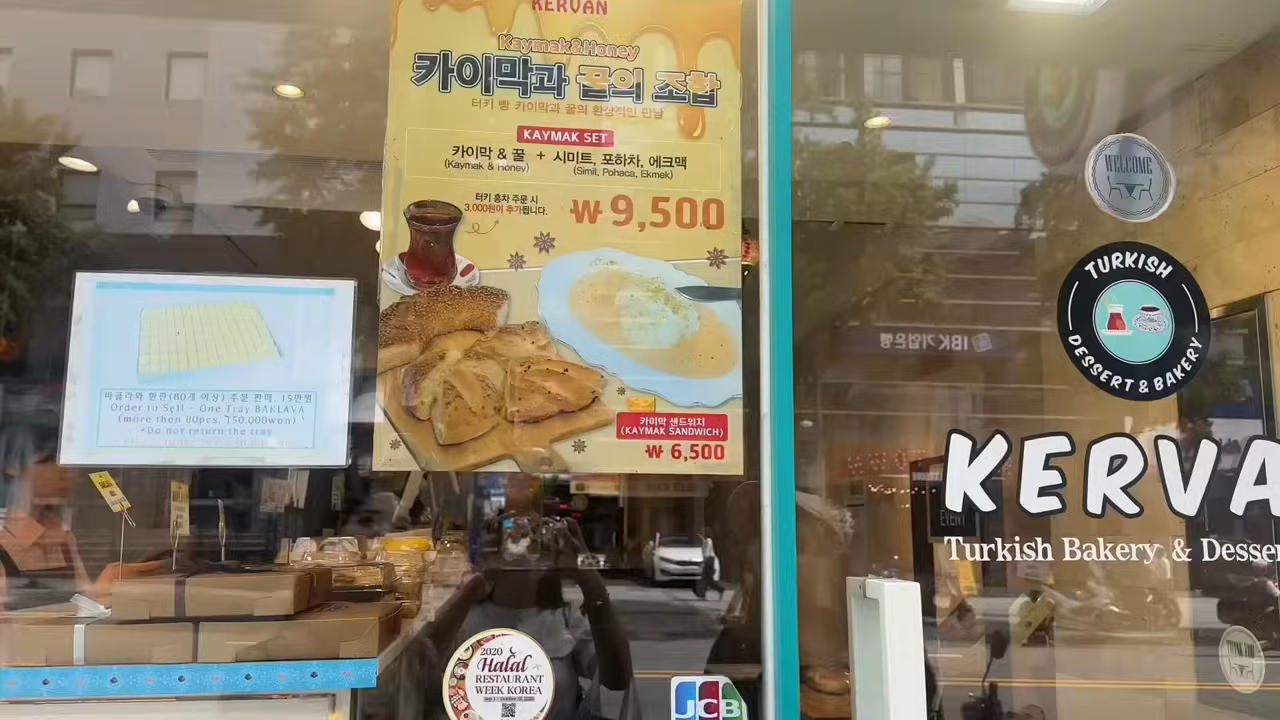 KERVAN
Kaymak&Honey
카이막과 꿀의 조합
터키 빵 카이막과 꿀의 환상적인 만남
KAYMAK SET
카이막 & 꿀 + 시미트, 포하차, 에크맥
(Kaymak & Honey) (Simit, Pohaca, Ekmek)
터키 홍차 주문 시
3,000원이 추가됩니다.
₩9,500
카이막 샌드위치
(KAYMAK SANDWICH)
₩ 6,500
바클라와 한판(80개 이상) 주문 판매, 15만원
Order to Sell - One Tray BAKLAVA
(more then 80pcs, 150.000won)
*Do not return the tray
2020
Halal
RESTAURANT
WEEK KOREA
JCB
WELCOME
TURKISH
DESSERT & BAKERY
IBK기업은행
KERVA
Turkish Bakery & Desser
EVENT